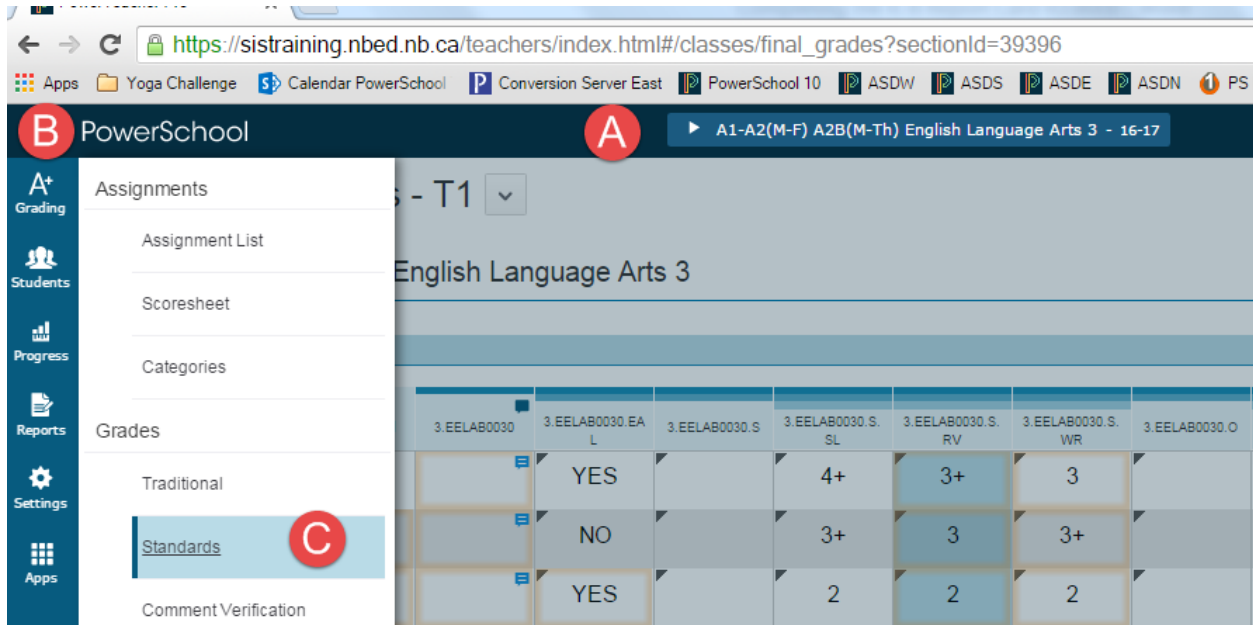 https://sistraining.nbed.nb.ca/teachers/index.html#/classes/final_grades?sectionId=39396
Apps Yoga Challenge Calendar PowerSchool Conversion Server East PowerSchool 10 ASDW ASDS ASDE ASDN PS
B PowerSchool A A1-A2(M-F) A2B(M-Th) English Language Arts 3 - 16-17
A+
Grading
Students
Progress
Reports
Settings
Apps
Assignments
Assignment List
Scoresheet
Categories
Grades
Traditional
Standards C
Comment Verification
- T1
English Language Arts 3
3.EELAB0030 3.EELAB0030.EA 3.EELAB0030.S 3.EELAB0030.S. 3.EELAB0030.S. 3.EELAB0030.S. 3.EELAB0030.O
L SL RV WR
YES 4+ 3+ 3
NO 3+ 3 3+
YES 2 2 2